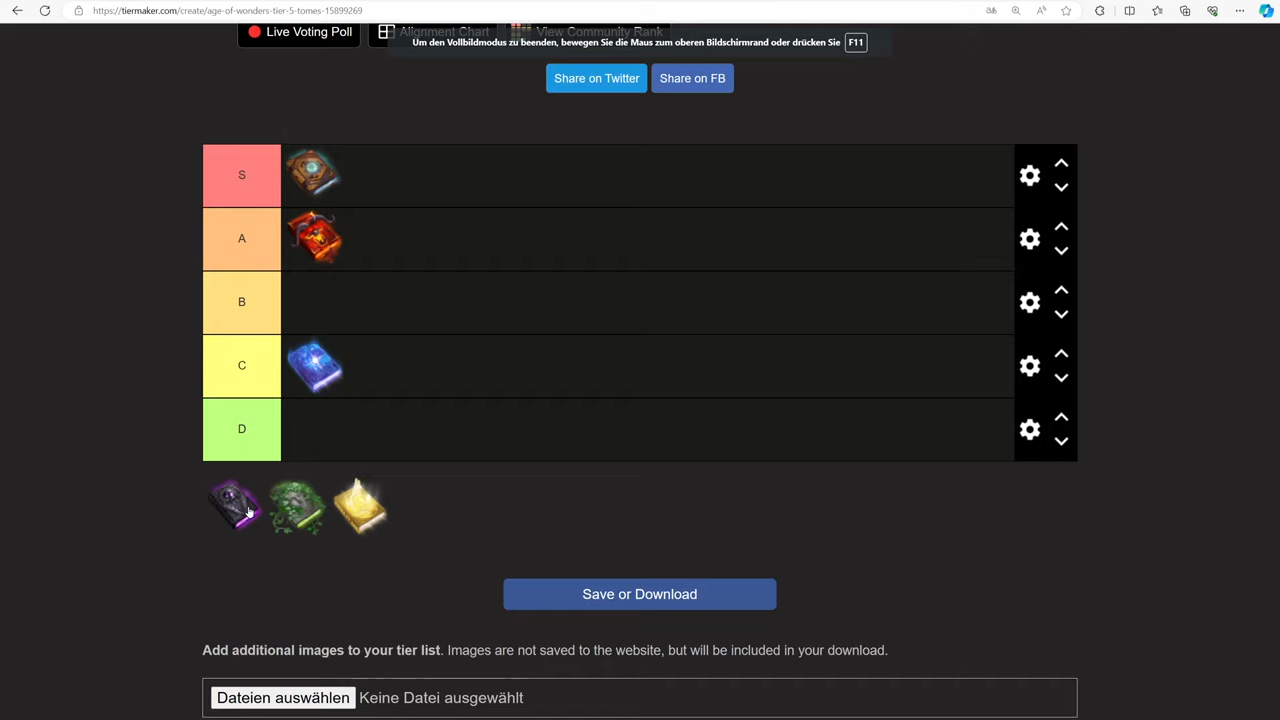 https://tiermaker.com/create/age-of-wonders-tier-5-tomes-15899269
Live Voting Poll
Alignment Chart
View Community Rank
Um den Vollbildmodus zu beenden, bewegen Sie die Maus zum oberen Bildschirmrand oder drücken Sie F11
Share on Twitter
Share on FB
S
A
B
C
D
Save or Download
Add additional images to your tier list. Images are not saved to the website, but will be included in your download.
Dateien auswählen Keine Datei ausgewählt